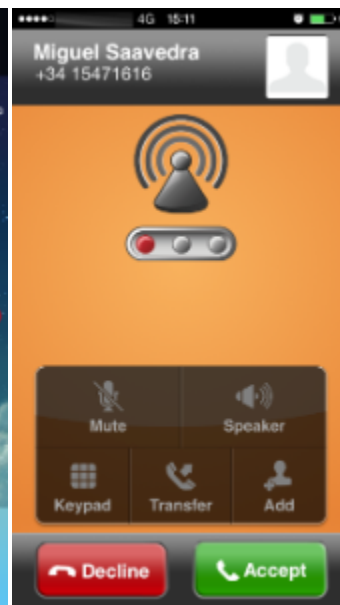 4G 15:11
Miguel Saavedra
+34 15471616
Mute Speaker
Keypad Transfer Add
Decline Accept